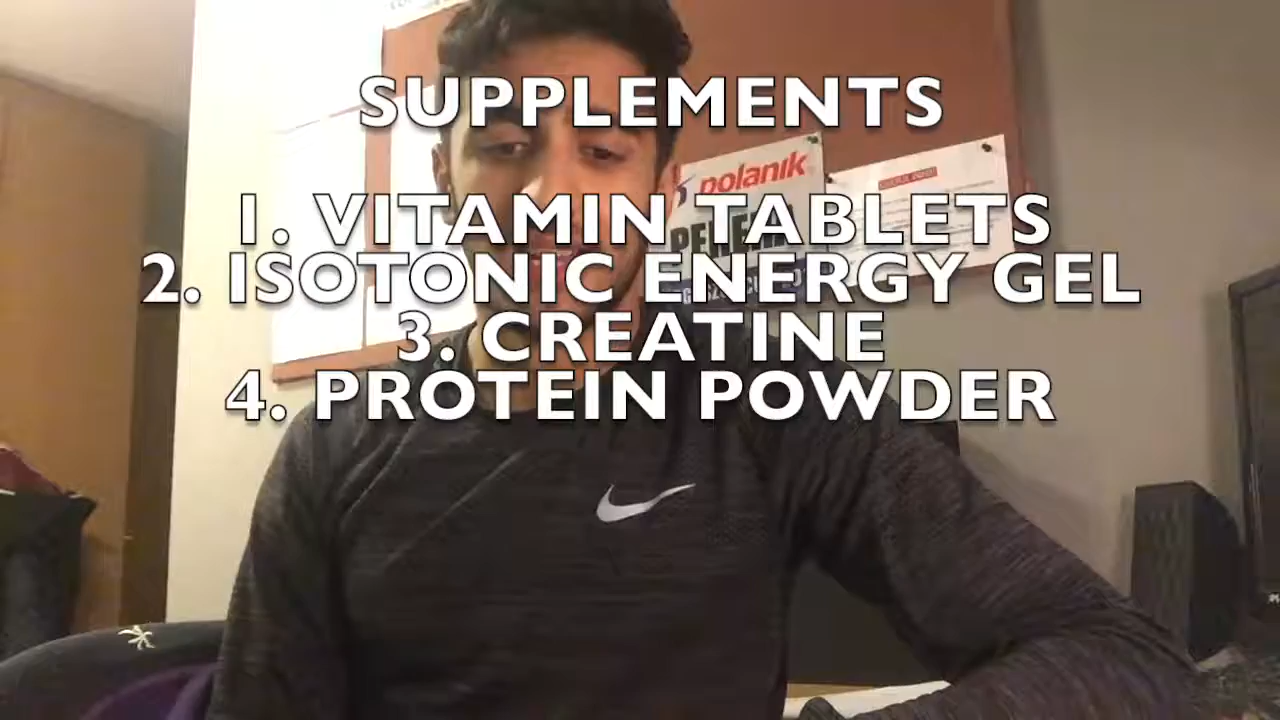 SUPPLEMENTS
1. VITAMIN TABLETS
2. ISOTONIC ENERGY GEL
3. CREATINE
4. PROTEIN POWDER
polanik